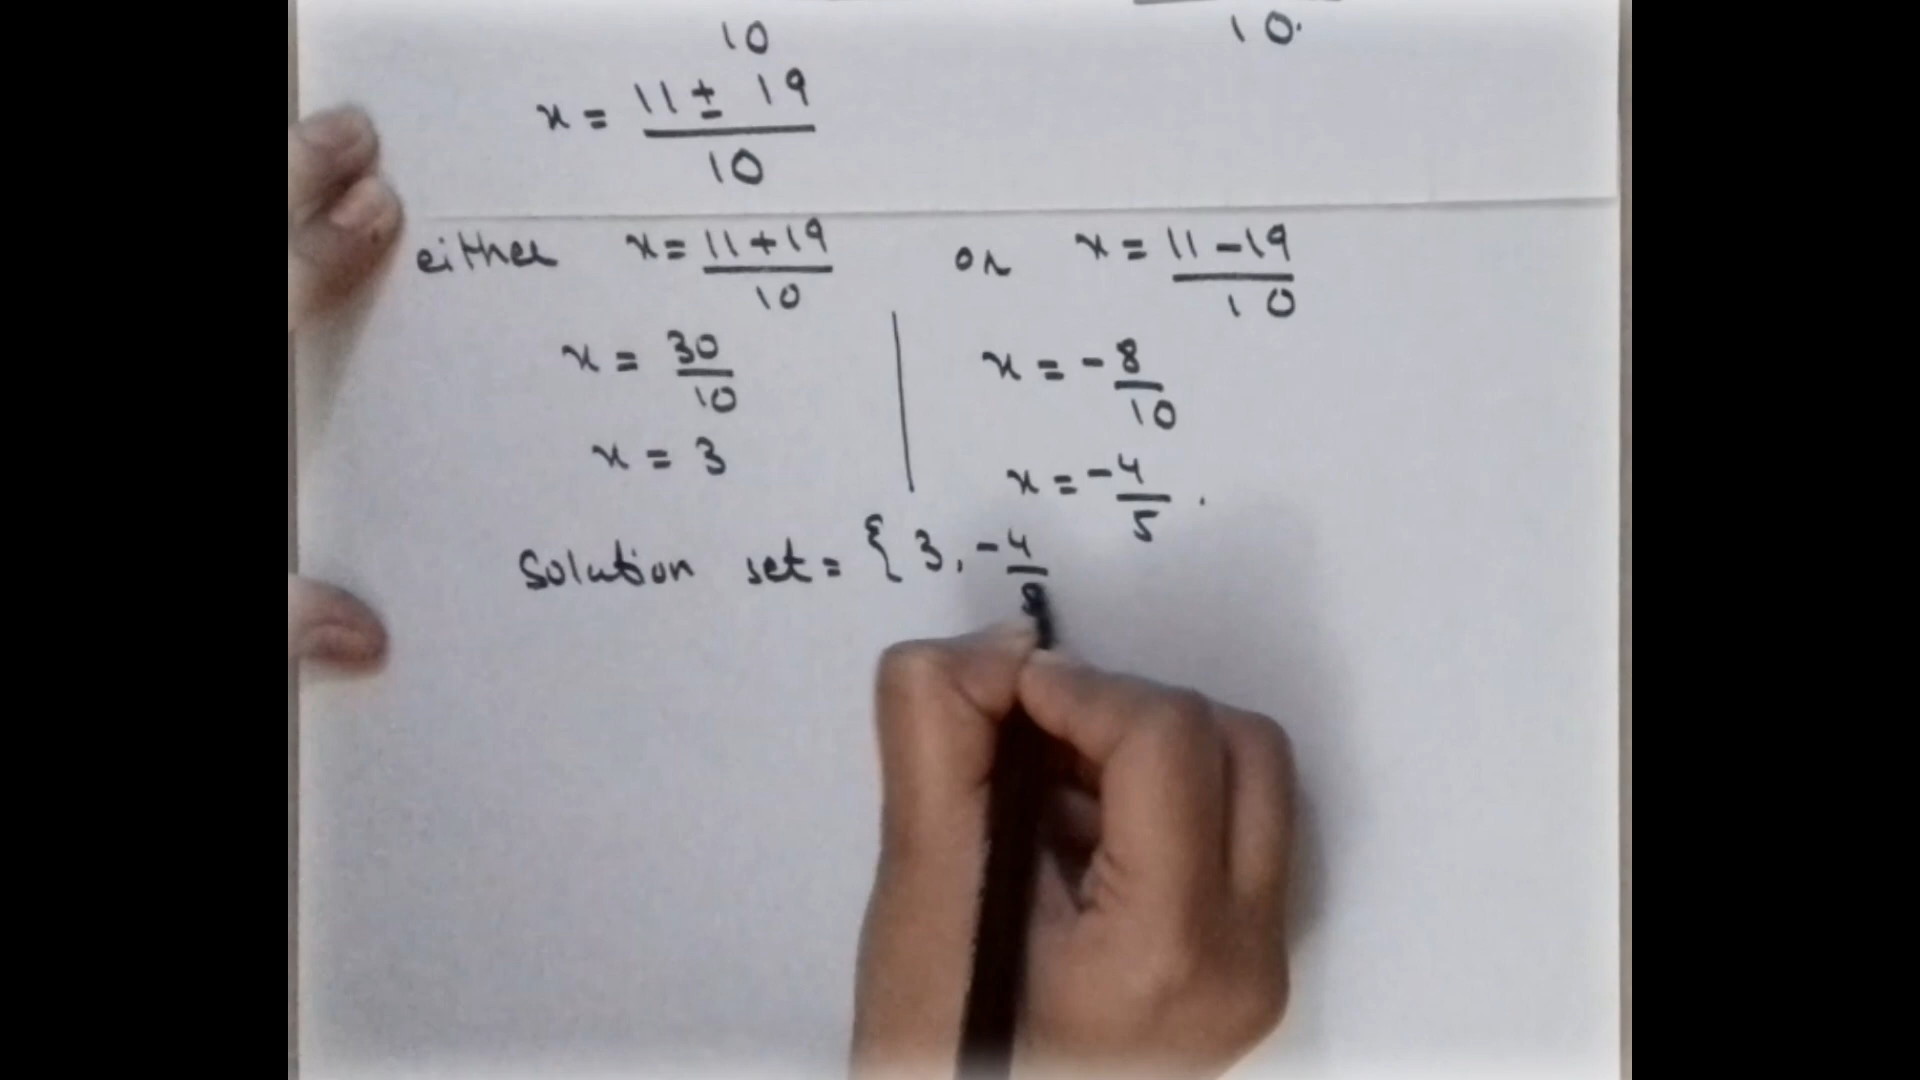 10 10.
x = 11 ± 19 / 10
either x = 11 + 19 / 10 or x = 11 - 19 / 10
x = 30 / 10 x = - 8 / 10
x = 3 x = - 4 / 5 .
Solution set = { 3, - 4 /